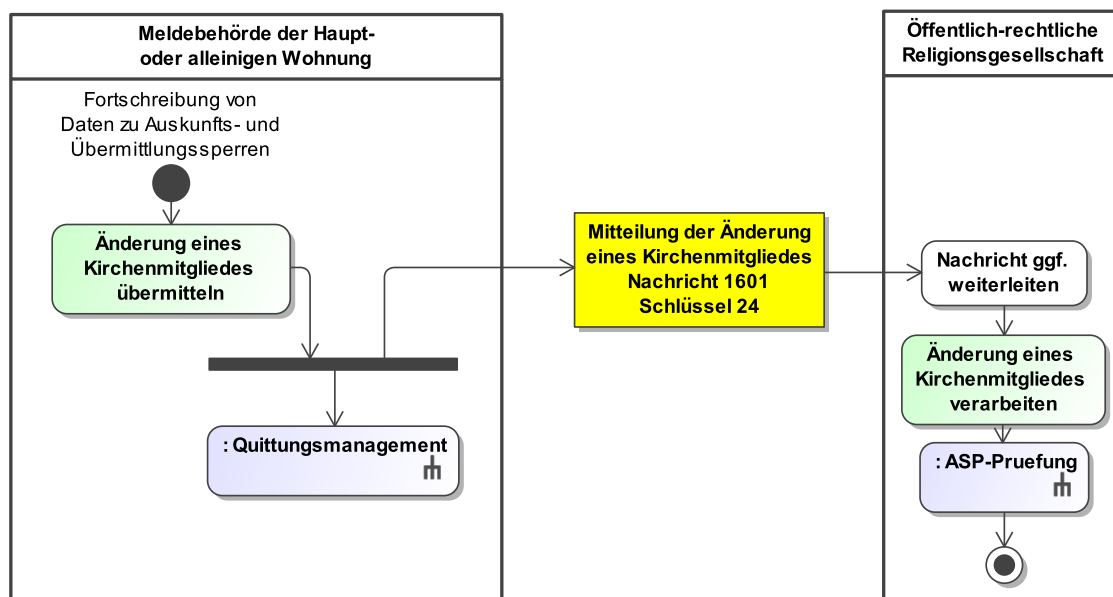 Meldebehörde der Haupt-
oder alleinigen Wohnung
Fortschreibung von
Daten zu Auskunfts- und
Übermittlungssperren
Änderung eines
Kirchenmitgliedes
übermitteln
: Quittungsmanagement
Mitteilung der Änderung
eines Kirchenmitgliedes
Nachricht 1601
Schlüssel 24
Öffentlich-rechtliche
Religionsgesellschaft
Nachricht ggf.
weiterleiten
Änderung eines
Kirchenmitgliedes
verarbeiten
: ASP-Pruefung